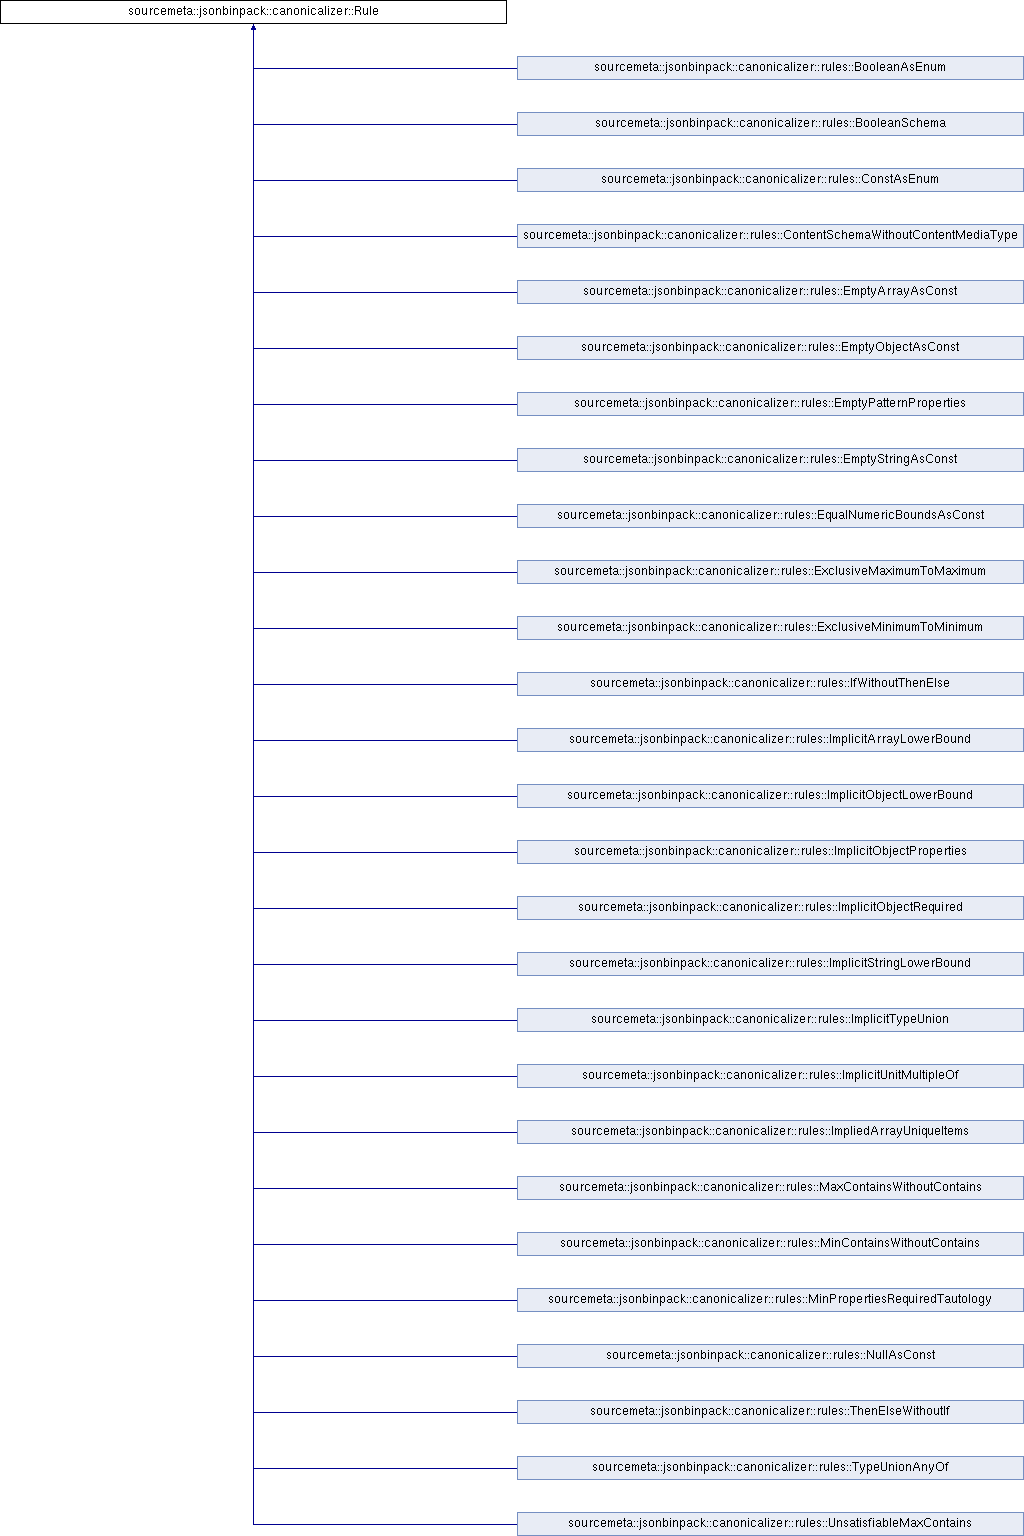 sourcemeta::jsonbinpack::canonicalizer::Rule
sourcemeta::jsonbinpack::canonicalizer::rules::BooleanAsEnum
sourcemeta::jsonbinpack::canonicalizer::rules::BooleanSchema
sourcemeta::jsonbinpack::canonicalizer::rules::ConstAsEnum
sourcemeta::jsonbinpack::canonicalizer::rules::ContentSchemaWithoutContentMediaType
sourcemeta::jsonbinpack::canonicalizer::rules::EmptyArrayAsConst
sourcemeta::jsonbinpack::canonicalizer::rules::EmptyObjectAsConst
sourcemeta::jsonbinpack::canonicalizer::rules::EmptyPatternProperties
sourcemeta::jsonbinpack::canonicalizer::rules::EmptyStringAsConst
sourcemeta::jsonbinpack::canonicalizer::rules::EqualNumericBoundsAsConst
sourcemeta::jsonbinpack::canonicalizer::rules::ExclusiveMaximumToMaximum
sourcemeta::jsonbinpack::canonicalizer::rules::ExclusiveMinimumToMinimum
sourcemeta::jsonbinpack::canonicalizer::rules::IfWithoutThenElse
sourcemeta::jsonbinpack::canonicalizer::rules::ImplicitArrayLowerBound
sourcemeta::jsonbinpack::canonicalizer::rules::ImplicitObjectLowerBound
sourcemeta::jsonbinpack::canonicalizer::rules::ImplicitObjectProperties
sourcemeta::jsonbinpack::canonicalizer::rules::ImplicitObjectRequired
sourcemeta::jsonbinpack::canonicalizer::rules::ImplicitStringLowerBound
sourcemeta::jsonbinpack::canonicalizer::rules::ImplicitTypeUnion
sourcemeta::jsonbinpack::canonicalizer::rules::ImplicitUnitMultipleOf
sourcemeta::jsonbinpack::canonicalizer::rules::ImpliedArrayUniqueItems
sourcemeta::jsonbinpack::canonicalizer::rules::MaxContainsWithoutContains
sourcemeta::jsonbinpack::canonicalizer::rules::MinContainsWithoutContains
sourcemeta::jsonbinpack::canonicalizer::rules::MinPropertiesRequiredTautology
sourcemeta::jsonbinpack::canonicalizer::rules::NullAsConst
sourcemeta::jsonbinpack::canonicalizer::rules::ThenElseWithoutIf
sourcemeta::jsonbinpack::canonicalizer::rules::TypeUnionAnyOf
sourcemeta::jsonbinpack::canonicalizer::rules::UnsatisfiableMaxContains